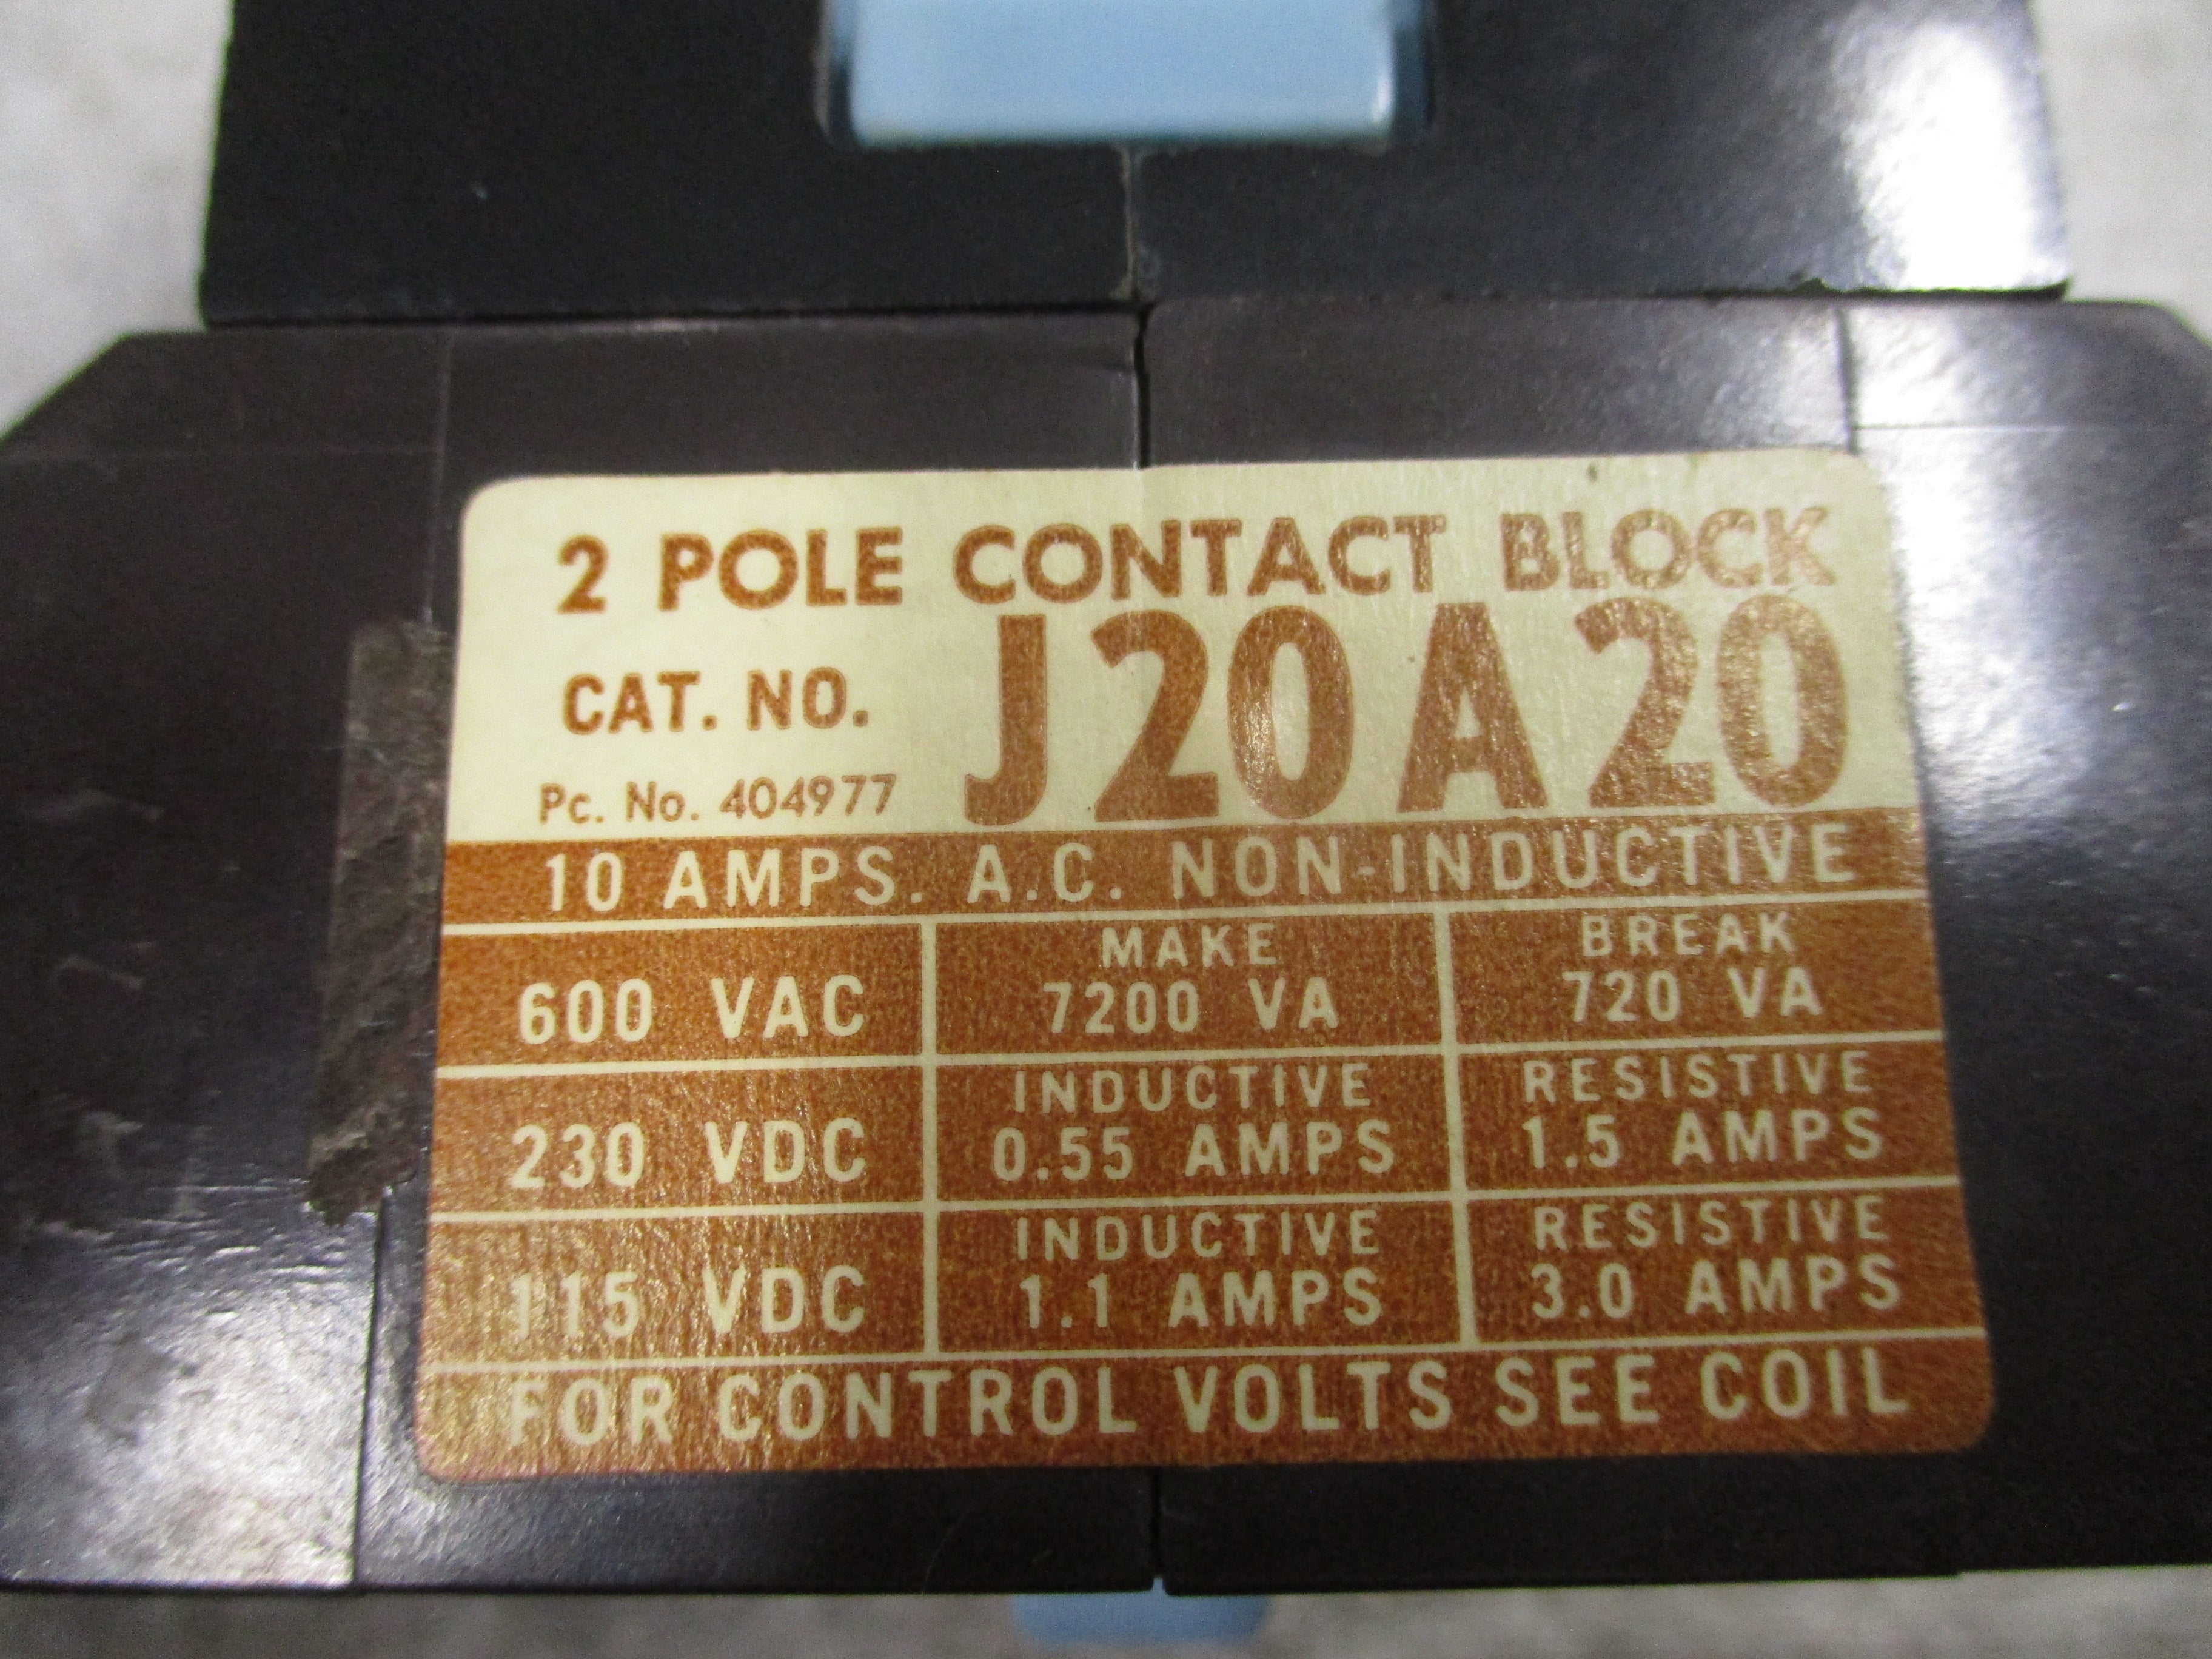 2 POLE CONTACT BLOCK
CAT. NO. J20A20
Pc. No. 404977
10 AMPS. A.C. NON-INDUCTIVE
600 VAC MAKE 7200 VA BREAK 720 VA
230 VDC INDUCTIVE 0.55 AMPS RESISTIVE 1.5 AMPS
115 VDC INDUCTIVE 1.1 AMPS RESISTIVE 3.0 AMPS
FOR CONTROL VOLTS SEE COIL